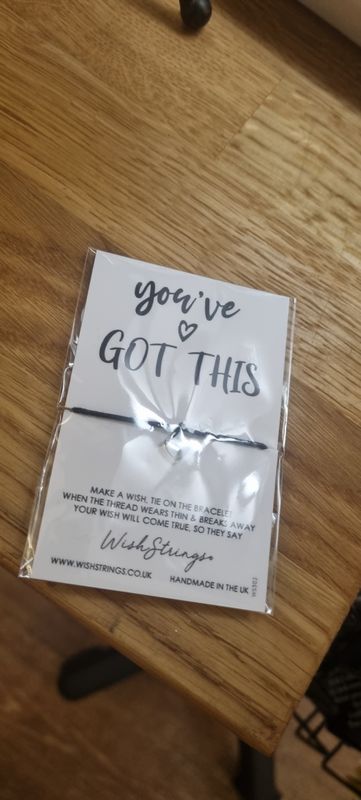 you've
GOT THIS
MAKE A WISH, TIE ON THE BRACELET
WHEN THE THREAD WEARS THIN & BREAKS AWAY
YOUR WISH WILL COME TRUE, SO THEY SAY
WishStrings
WWW.WISHSTRINGS.CO.UK
HANDMADE IN THE UK